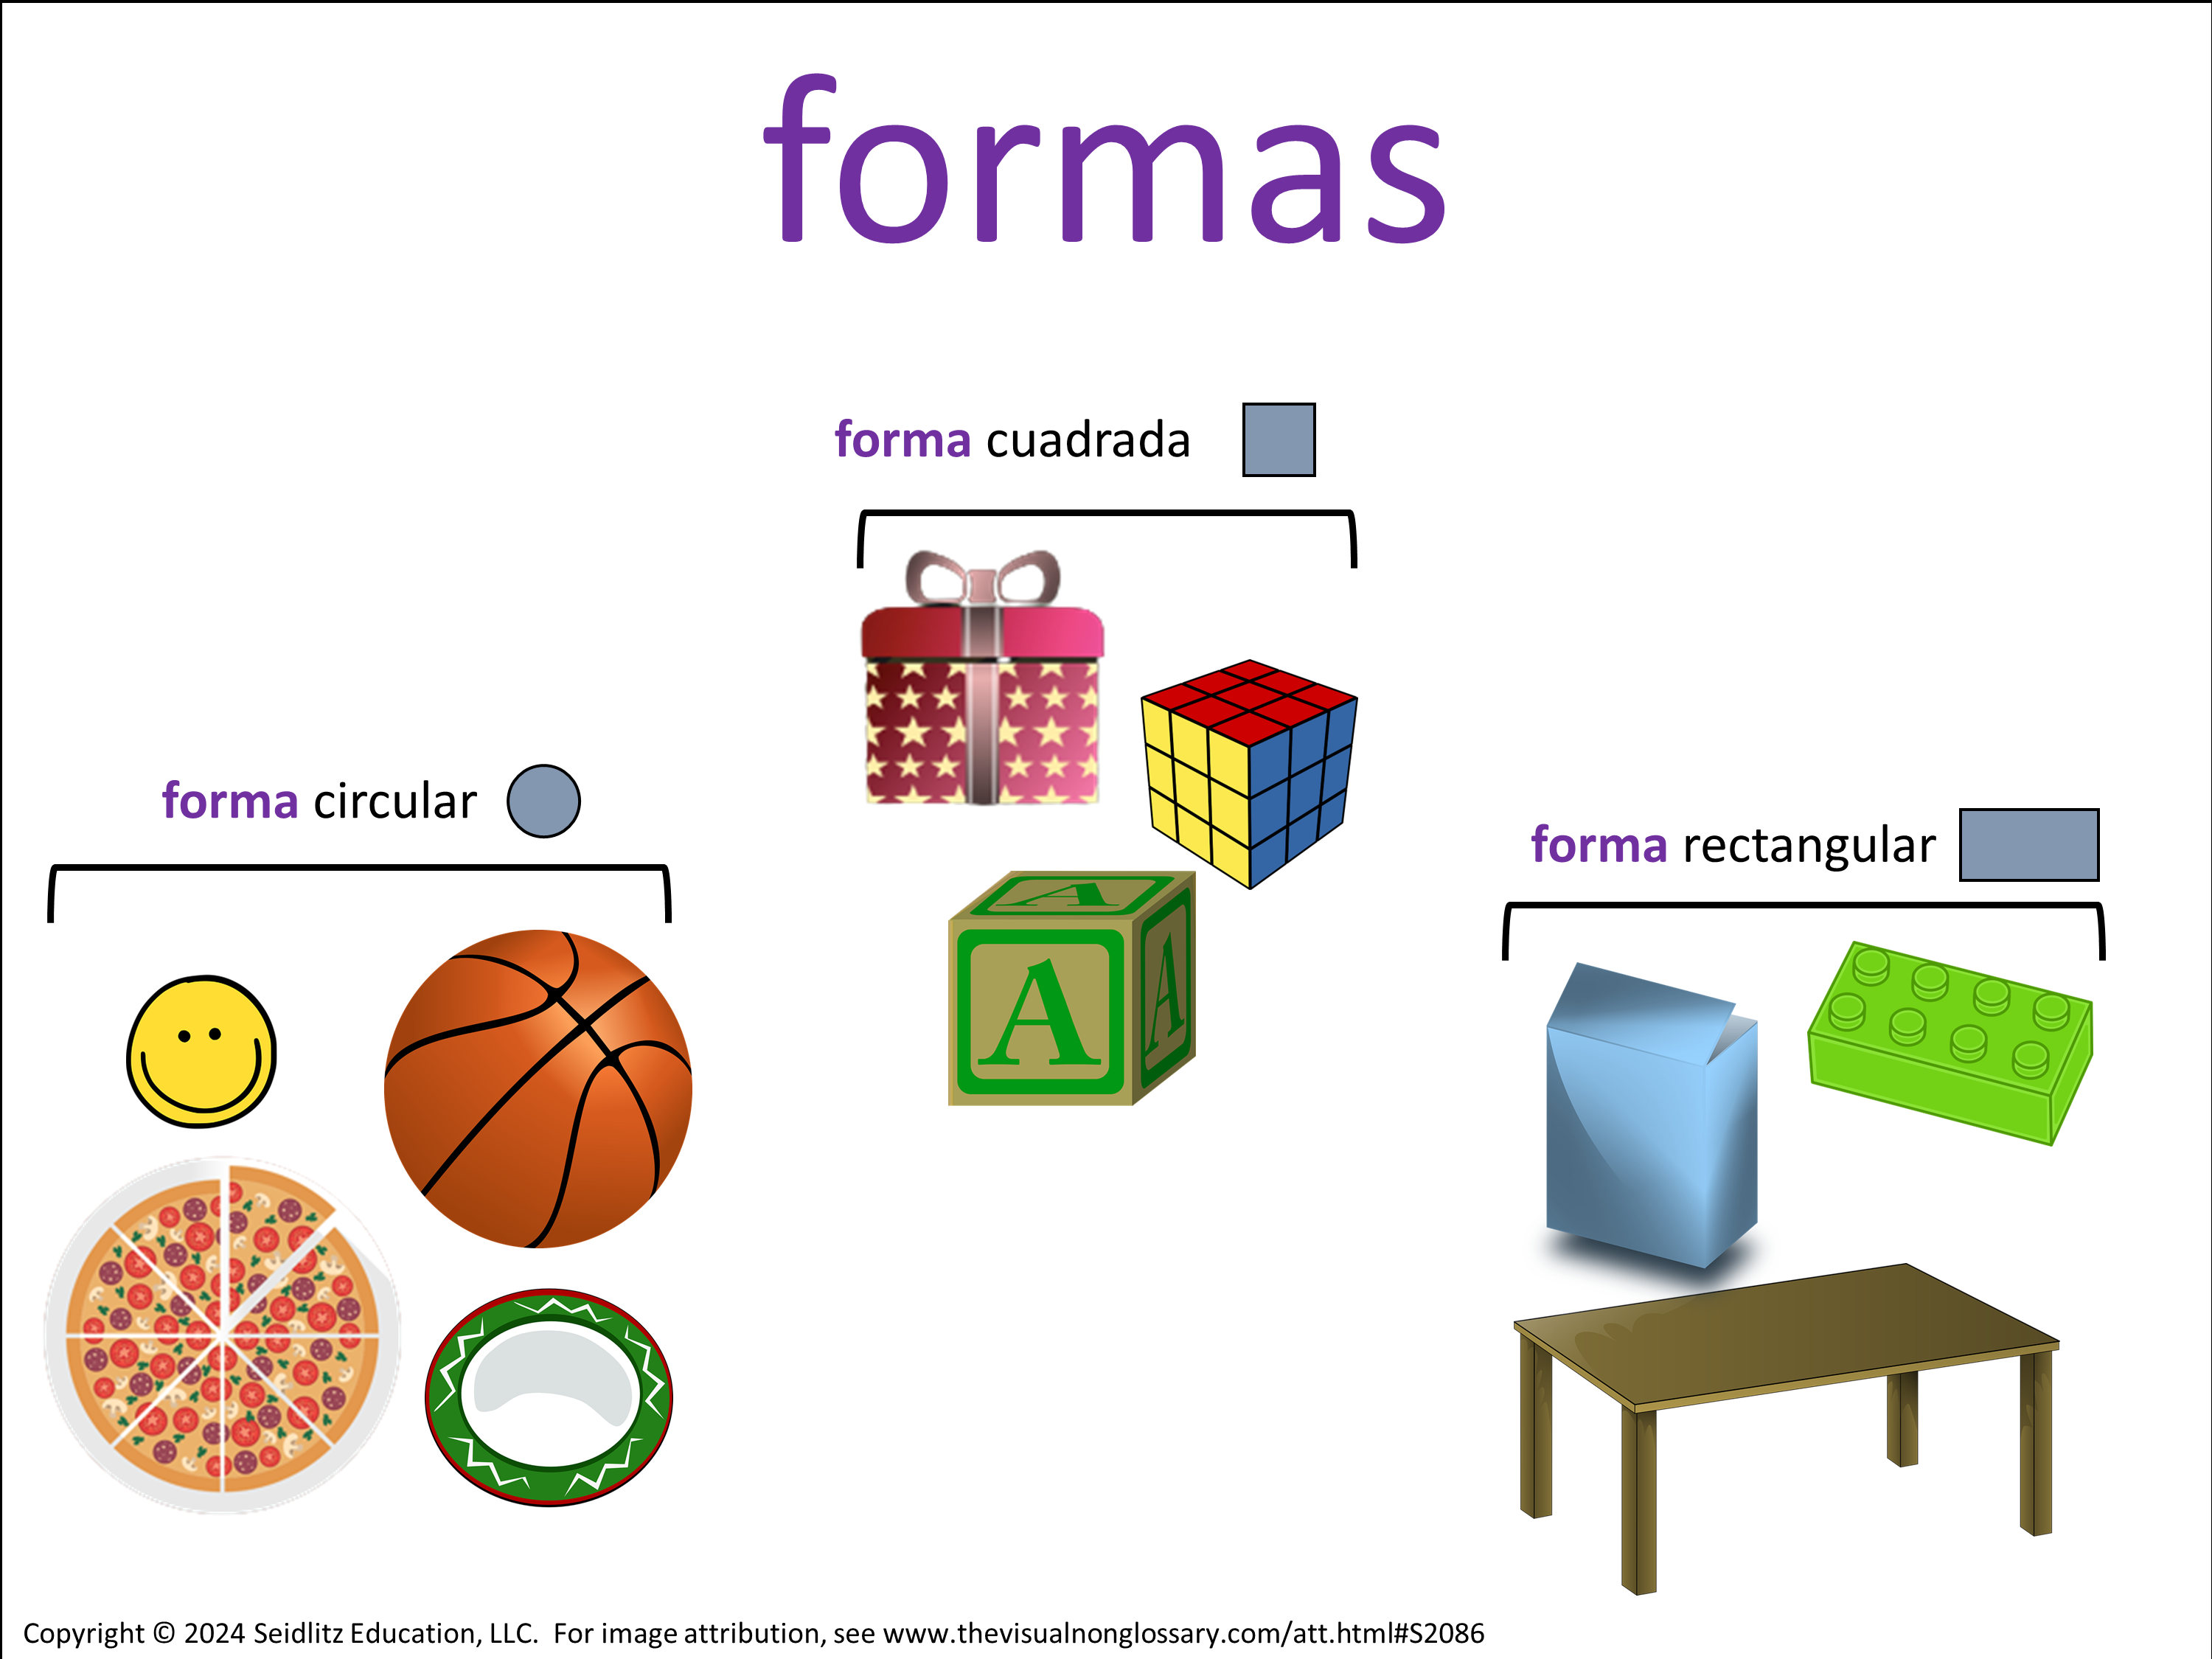 formas
forma cuadrada
forma circular
forma rectangular
A
A
A
Copyright © 2024 Seidlitz Education, LLC.  For image attribution, see www.thevisualnonglossary.com/att.html#S2086